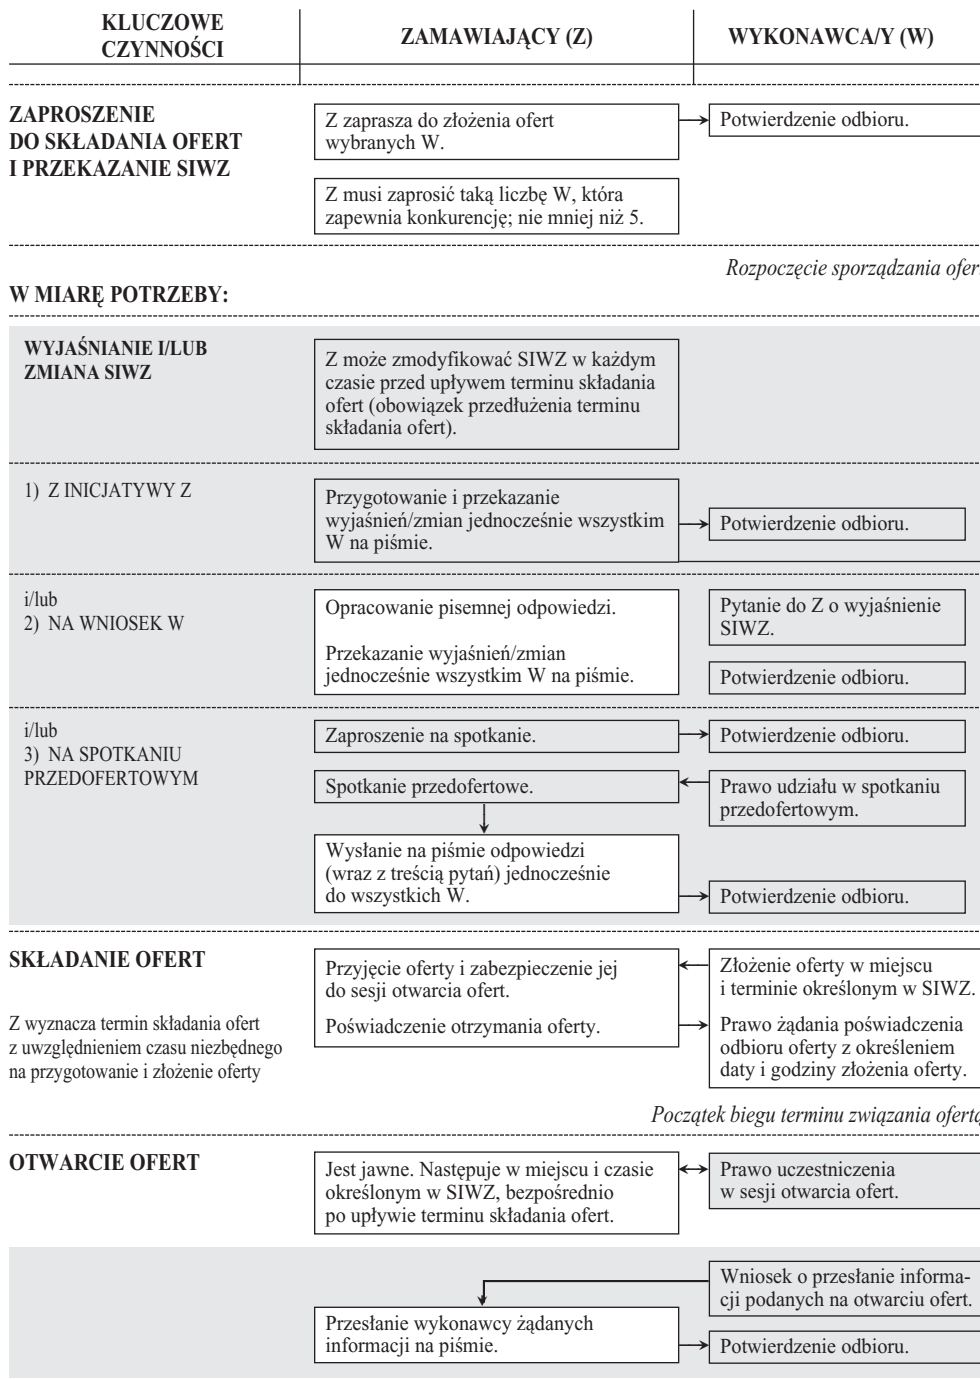 KLUCZOWE
CZYNNOŚCI
ZAMAWIAJĄCY (Z)
WYKONAWCA/Y (W)
ZAPROSZENIE
DO SKŁADANIA OFERT
I PRZEKAZANIE SIWZ
Z zaprasza do złożenia ofert
wybranych W.
Potwierdzenie odbioru.
Z musi zaprosić taką liczbę W, która
zapewnia konkurencję; nie mniej niż 5.
Rozpoczęcie sporządzania ofert
W MIARĘ POTRZEBY:
WYJAŚNIANIE I/LUB
ZMIANA SIWZ
Z może zmodyfikować SIWZ w każdym
czasie przed upływem terminu składania
ofert (obowiązek przedłużenia terminu
składania ofert).
1) Z INICJATYWY Z
Przygotowanie i przekazanie
wyjaśnień/zmian jednocześnie wszystkim
W na piśmie.
Potwierdzenie odbioru.
i/lub
2) NA WNIOSEK W
Opracowanie pisemnej odpowiedzi.
Przekazanie wyjaśnień/zmian
jednocześnie wszystkim W na piśmie.
Pytanie do Z o wyjaśnienie
SIWZ.
Potwierdzenie odbioru.
i/lub
3) NA SPOTKANIU
PRZEDOFERTOWYM
Zaproszenie na spotkanie.
Potwierdzenie odbioru.
Spotkanie przedofertowe.
Prawo udziału w spotkaniu
przedofertowym.
Wysłanie na piśmie odpowiedzi
(wraz z treścią pytań) jednocześnie
do wszystkich W.
Potwierdzenie odbioru.
SKŁADANIE OFERT
Z wyznacza termin składania ofert
z uwzględnieniem czasu niezbędnego
na przygotowanie i złożenie oferty
Przyjęcie oferty i zabezpieczenie jej
do sesji otwarcia ofert.
Poświadczenie otrzymania oferty.
Złożenie oferty w miejscu
i terminie określonym w SIWZ.
Prawo żądania poświadczenia
odbioru oferty z określeniem
daty i godziny złożenia oferty.
Początek biegu terminu związania ofertą
OTWARCIE OFERT
Jest jawne. Następuje w miejscu i czasie
określonym w SIWZ, bezpośrednio
po upływie terminu składania ofert.
Prawo uczestniczenia
w sesji otwarcia ofert.
Wniosek o przesłanie informa-
cji podanych na otwarciu ofert.
Przesłanie wykonawcy żądanych
informacji na piśmie.
Potwierdzenie odbioru.